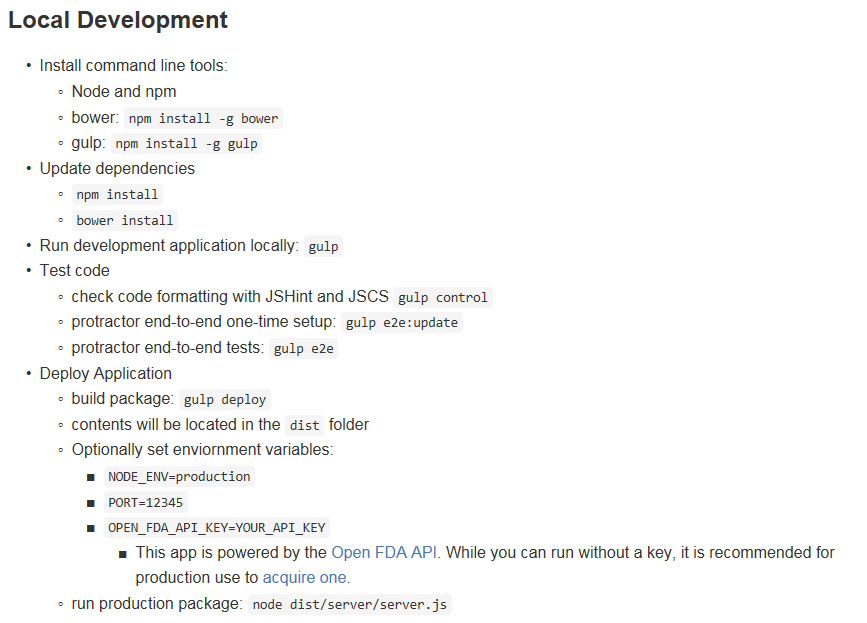 Local Development
• Install command line tools:
◦ Node and npm
◦ bower: npm install -g bower
◦ gulp: npm install -g gulp
• Update dependencies
◦ npm install
◦ bower install
• Run development application locally: gulp
• Test code
◦ check code formatting with JSHint and JSCS gulp control
◦ protractor end-to-end one-time setup: gulp e2e:update
◦ protractor end-to-end tests: gulp e2e
• Deploy Application
◦ build package: gulp deploy
◦ contents will be located in the dist folder
◦ Optionally set enviornment variables:
▪ NODE_ENV=production
▪ PORT=12345
▪ OPEN_FDA_API_KEY=YOUR_API_KEY
▪ This app is powered by the Open FDA API. While you can run without a key, it is recommended for
production use to acquire one.
◦ run production package: node dist/server/server.js